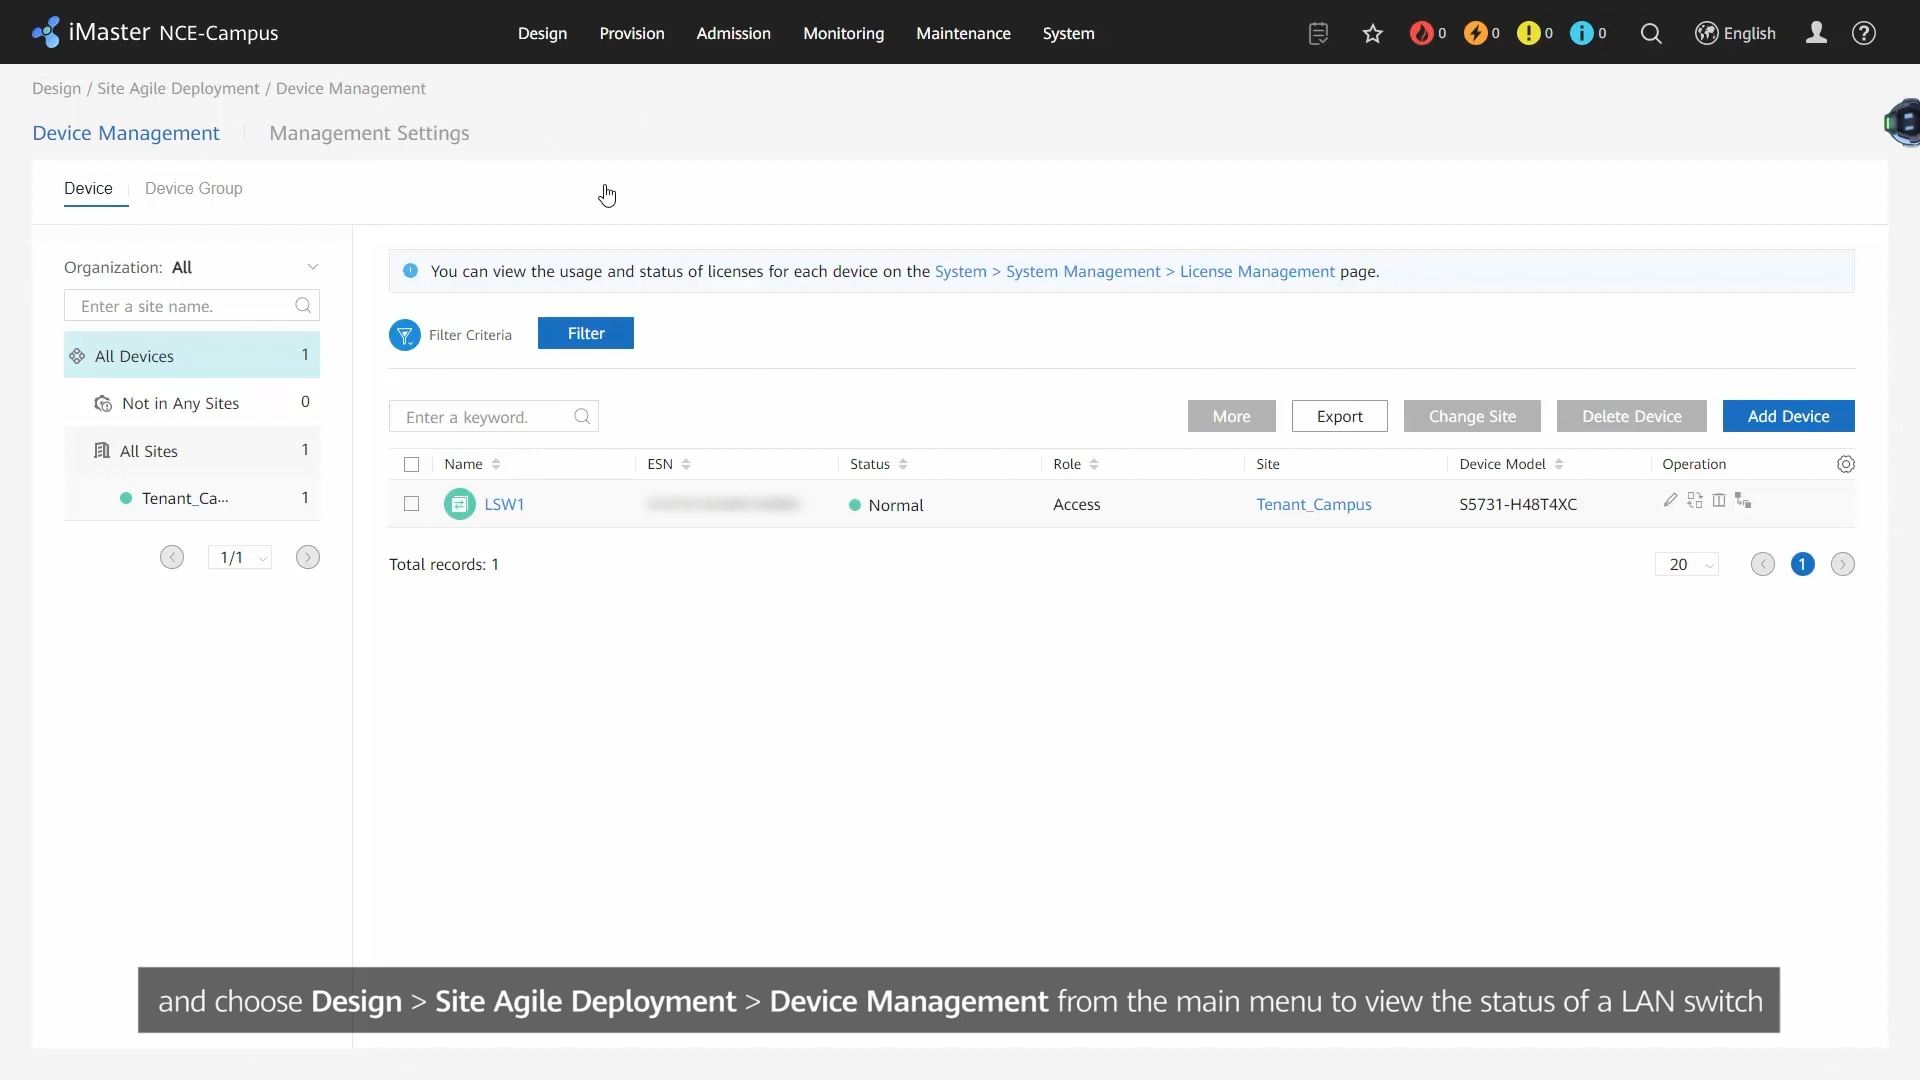 iMaster NCE-Campus
Design Provision Admission Monitoring Maintenance System
0 0 0 0 English
Design / Site Agile Deployment / Device Management
Device Management Management Settings
Device Device Group
Organization: All
Enter a site name.
All Devices 1
Not in Any Sites 0
All Sites 1
Tenant_Ca... 1
1/1
You can view the usage and status of licenses for each device on the System > System Management > License Management page.
Filter Criteria Filter
Enter a keyword. More Export Change Site Delete Device Add Device
Name ESN Status Role Site Device Model Operation
LSW1 Normal Access Tenant_Campus S5731-H48T4XC
Total records: 1 20 1
and choose Design > Site Agile Deployment > Device Management from the main menu to view the status of a LAN switch